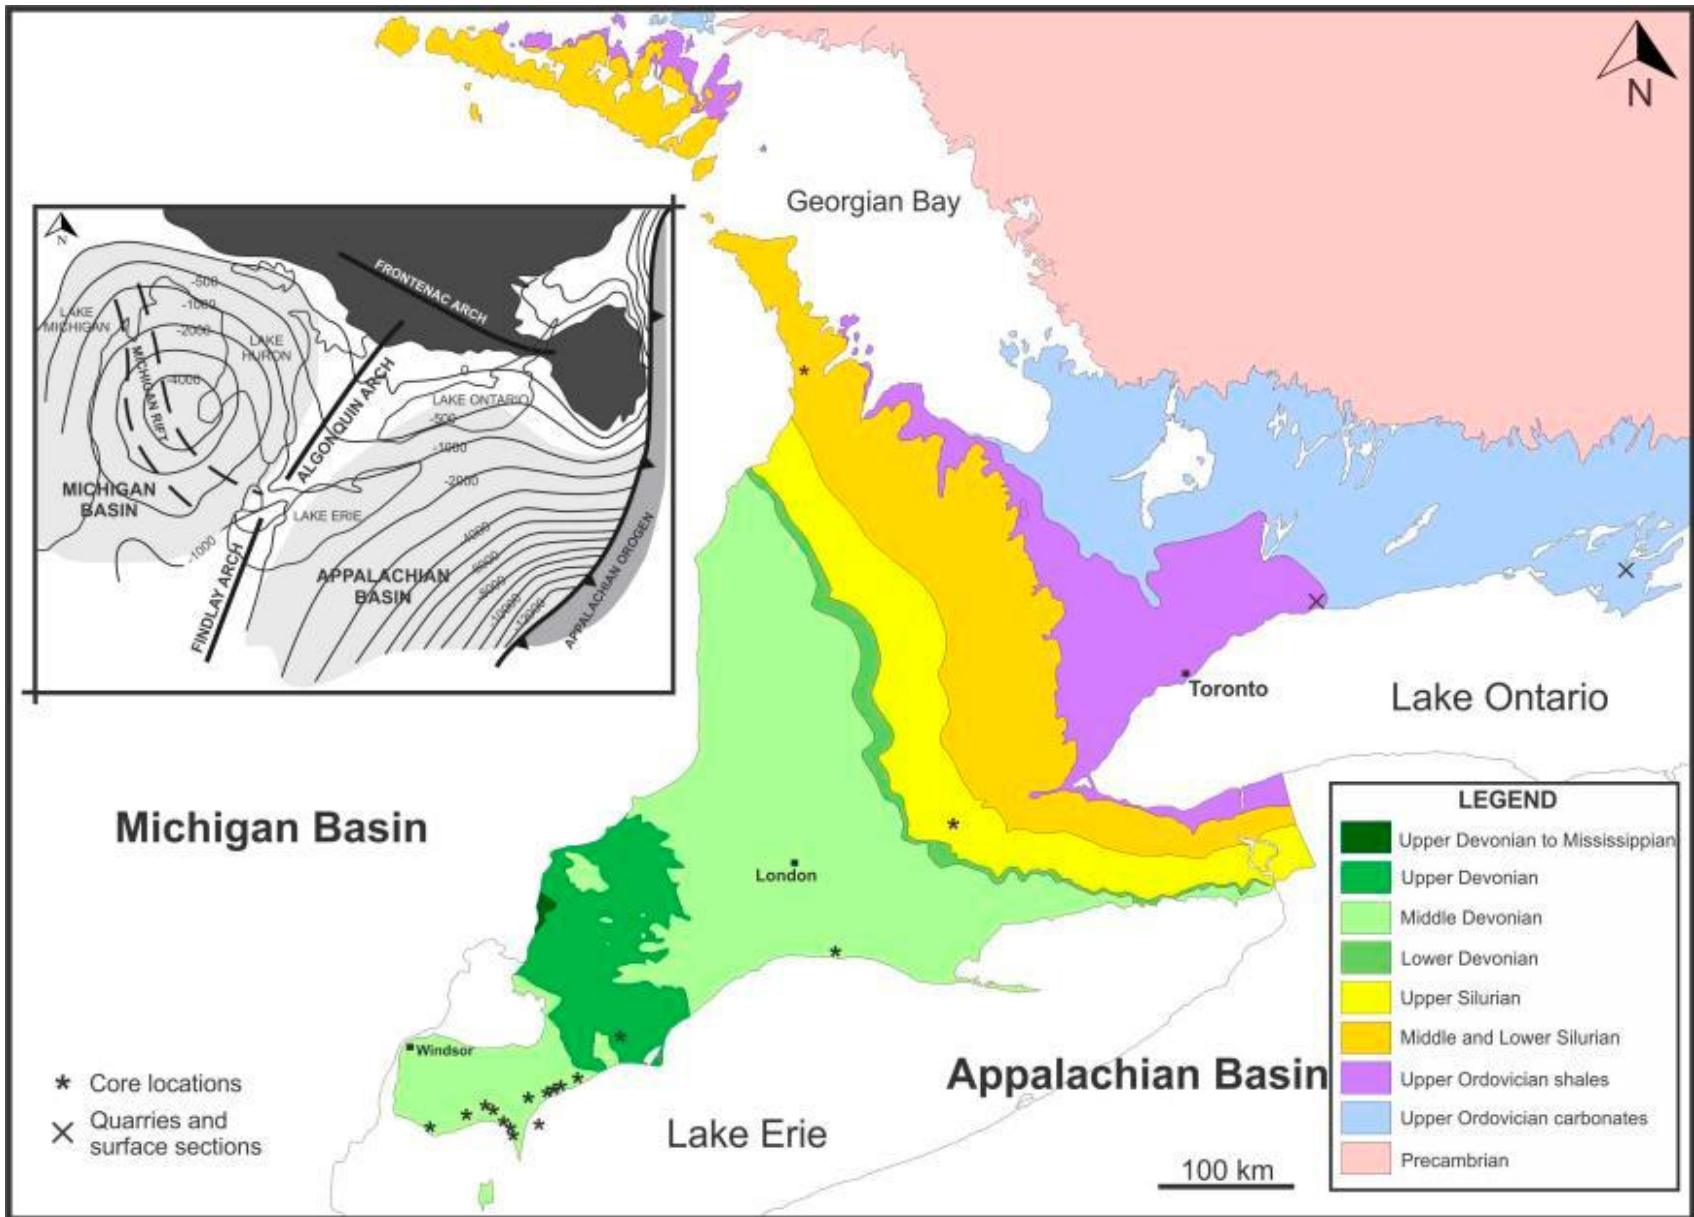 N
Georgian Bay
N
FRONTENAC ARCH
-500
-1000
-2000
-4000
LAKE
MICHIGAN
LAKE
HURON
MICHIGAN RIFT
ALGONQUIN ARCH
0
LAKE ONTARIO
-500
-1000
-2000
-4000
-10000
-12000
MICHIGAN
BASIN
LAKE ERIE
-1000
FINDLAY ARCH
APPALACHIAN
BASIN
APPALACHIAN OROGEN
Toronto
Lake Ontario
Michigan Basin
London
Windsor
Appalachian Basin
Lake Erie
* Core locations
× Quarries and
surface sections
100 km
LEGEND
Upper Devonian to Mississippian
Upper Devonian
Middle Devonian
Lower Devonian
Upper Silurian
Middle and Lower Silurian
Upper Ordovician shales
Upper Ordovician carbonates
Precambrian